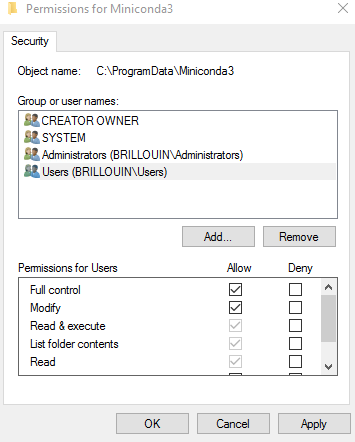 Permissions for Miniconda3
Security
Object name: C:\ProgramData\Miniconda3
Group or user names:
CREATOR OWNER
SYSTEM
Administrators (BRILLOUIN\Administrators)
Users (BRILLOUIN\Users)
Add... Remove
Permissions for Users Allow Deny
Full control
Modify
Read & execute
List folder contents
Read
OK Cancel Apply